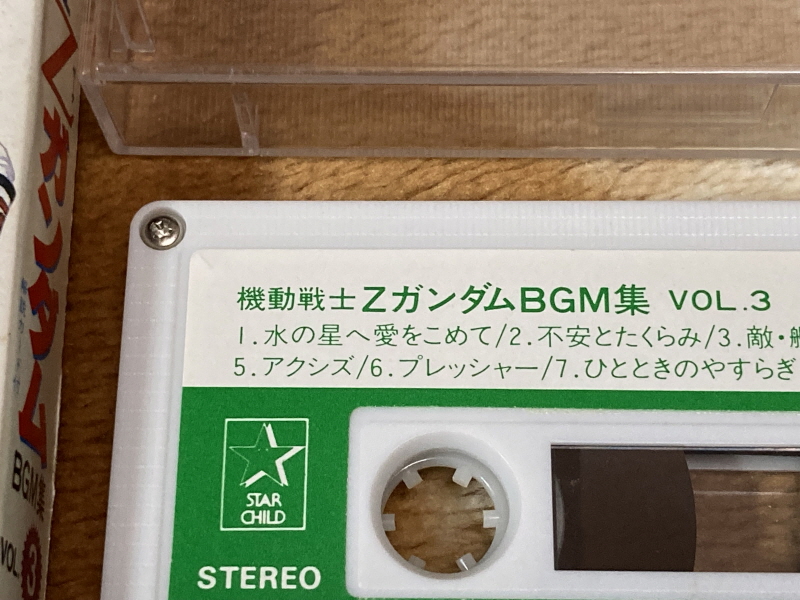 機動戦士ZガンダムBGM集 VOL.3
1.水の星へ愛をこめて/2.不安とたくらみ/3.敵・
5.アクシズ/6.プレッシャー/7.ひとときのやすらぎ
STAR
CHILD
STEREO
ガンダム
BGM集
VOL.
3